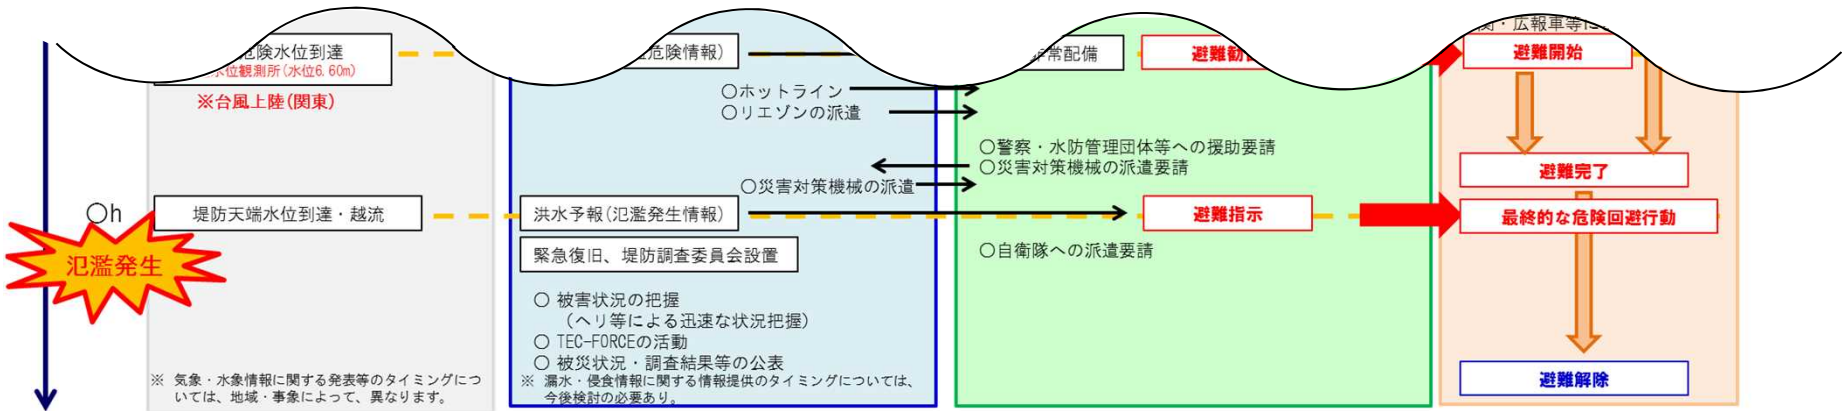 危険水位到達
水位観測所(水位6.60m)
※台風上陸(関東)
〇h
堤防天端水位到達・越流
氾濫発生
※ 気象・水象情報に関する発表等のタイミングにつ
いては、地域・事象によって、異なります。
危険情報)
〇ホットライン
〇リエゾンの派遣
〇災害対策機械の派遣
洪水予報(氾濫発生情報)
緊急復旧、堤防調査委員会設置
〇 被害状況の把握
(ヘリ等による迅速な状況把握)
〇 TEC-FORCEの活動
〇 被災状況・調査結果等の公表
※ 漏水・侵食情報に関する情報提供のタイミングについては、
今後検討の必要あり。
非常配備
避難勧
〇警察・水防管理団体等への援助要請
〇災害対策機械の派遣要請
避難指示
〇自衛隊への派遣要請
・広報車等に
避難開始
避難完了
最終的な危険回避行動
避難解除